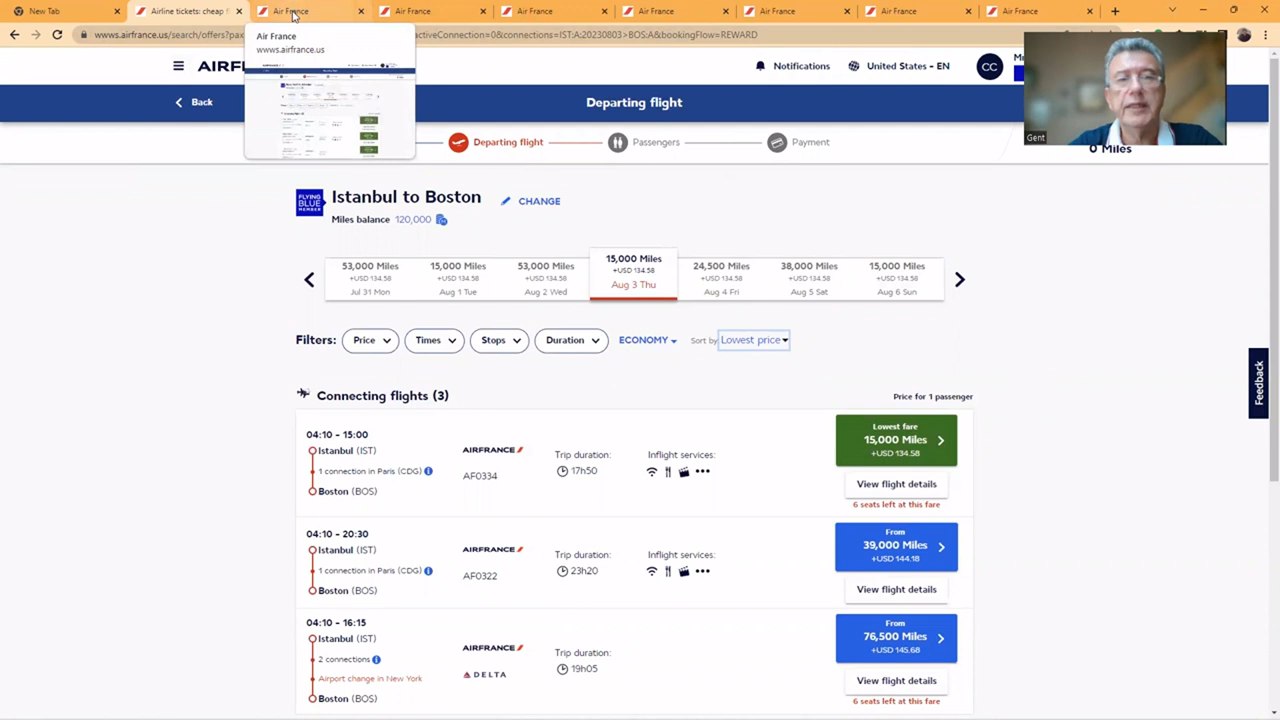 New Tab
Airline tickets: cheap
Air France
Air France
Air France
Air France
Air France
Air France
Air France
wwws.airfrance.us/search/offers?pax
activeConnection=0&connections=IST:A:20230803>BOS:A&bookingFlow=REWARD
Air France
wwws.airfrance.us
AIRF
Notifications
United States - EN
CC
Back
Departing flight
Gent
Departing flight
Passengers
Payment
0 Miles
FLYING BLUE MEMBER
Istanbul to Boston
CHANGE
Miles balance 120,000
53,000 Miles
+USD 134.58
Jul 31 Mon
15,000 Miles
+USD 134.58
Aug 1 Tue
53,000 Miles
+USD 134.58
Aug 2 Wed
15,000 Miles
+USD 134.58
Aug 3 Thu
24,500 Miles
+USD 134.58
Aug 4 Fri
38,000 Miles
+USD 134.58
Aug 5 Sat
15,000 Miles
+USD 134.58
Aug 6 Sun
Filters:
Price
Times
Stops
Duration
ECONOMY
Sort by
Lowest price
Feedback
Connecting flights (3)
Price for 1 passenger
04:10 - 15:00
Istanbul (IST)
1 connection in Paris (CDG)
Boston (BOS)
AIRFRANCE
AF0334
Trip duration:
17h50
Inflight services:
Lowest fare
15,000 Miles
+USD 134.58
View flight details
6 seats left at this fare
04:10 - 20:30
Istanbul (IST)
1 connection in Paris (CDG)
Boston (BOS)
AIRFRANCE
AF0322
Trip duration:
23h20
Inflight services:
From
39,000 Miles
+USD 144.18
View flight details
04:10 - 16:15
Istanbul (IST)
2 connections
Airport change in New York
Boston (BOS)
AIRFRANCE
DELTA
Trip duration:
19h05
From
76,500 Miles
+USD 145.68
View flight details
6 seats left at this fare